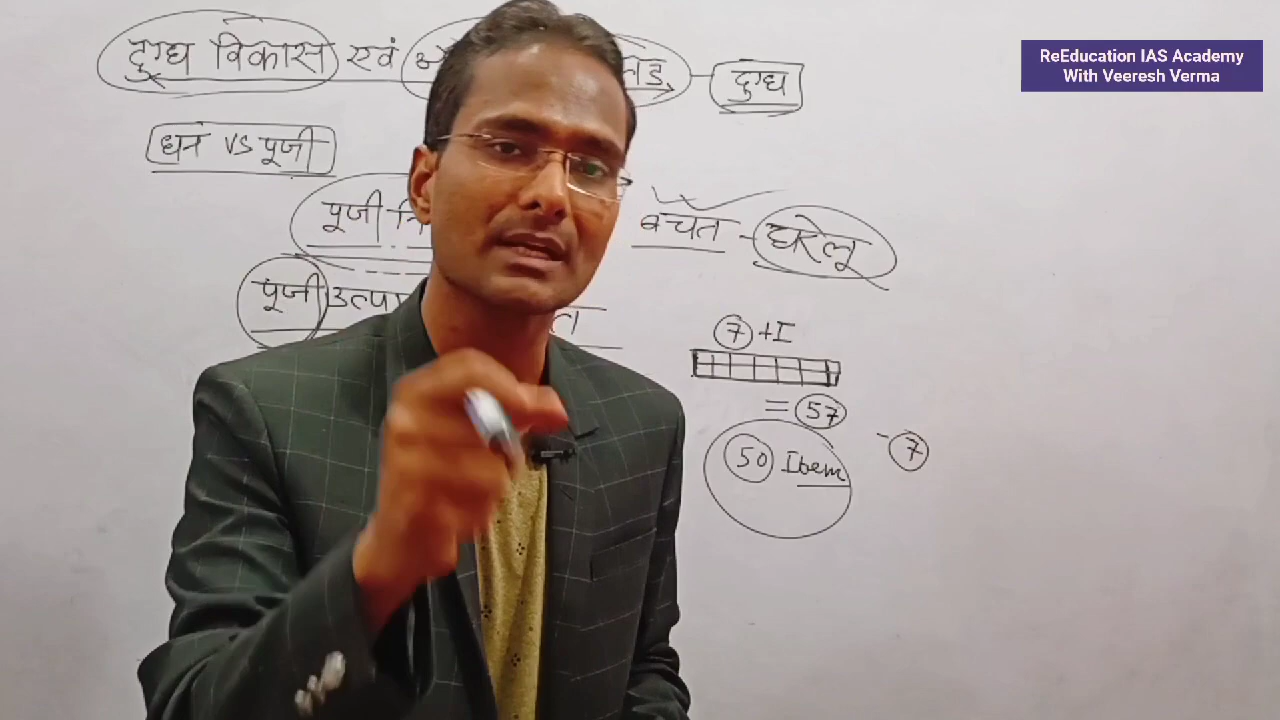 दुग्ध विकास एवं - दुग्ध
धन vs पूजी
पूजी बचत - घरेलू
पूजी
7 + I
= 57
- 7
50 Item
ReEducation IAS Academy
With Veeresh Verma